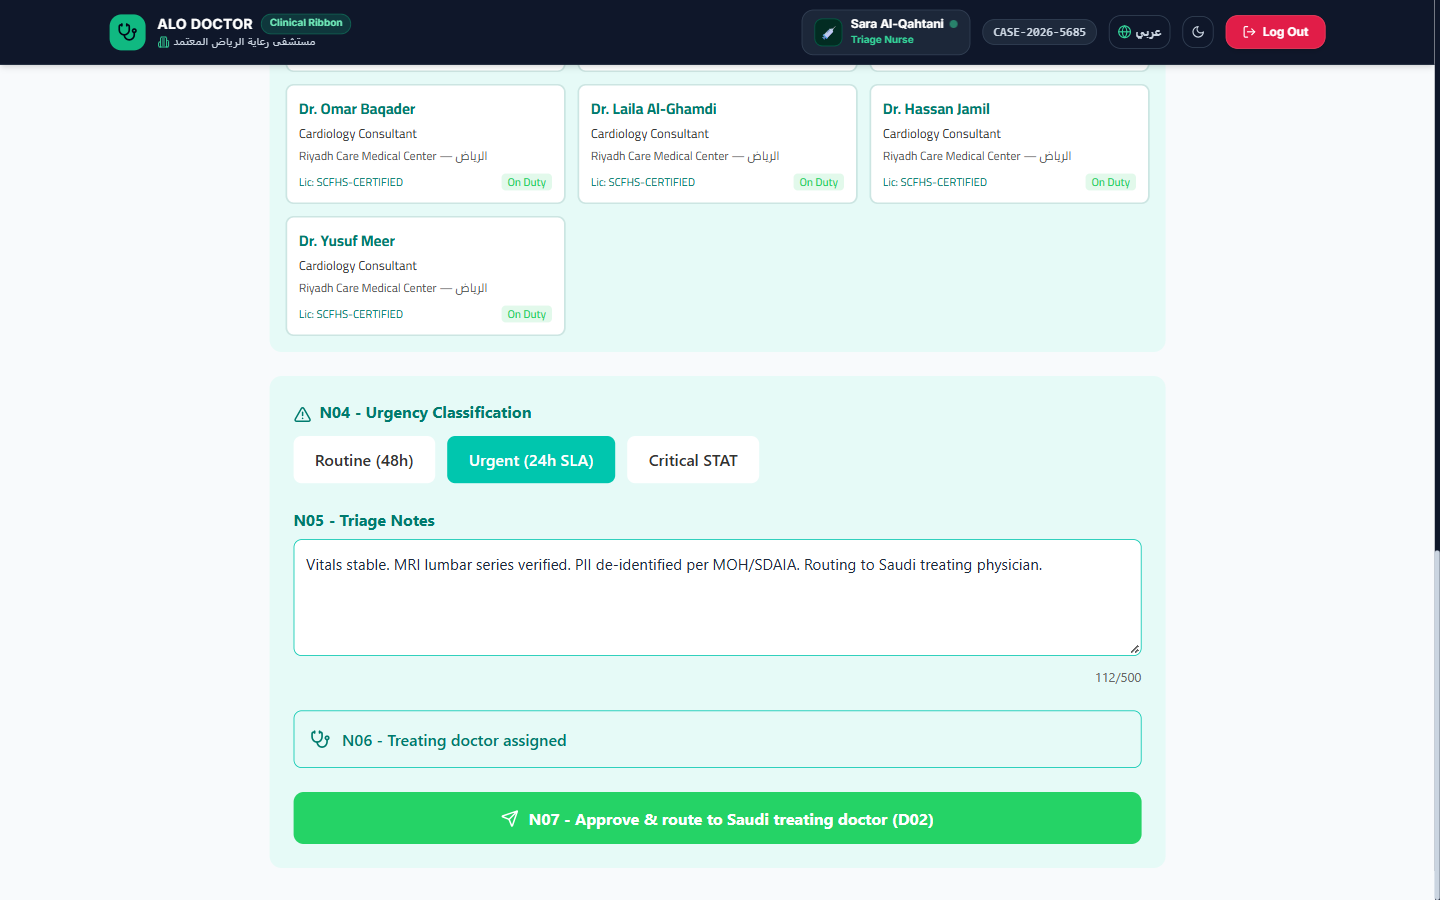 ALO DOCTOR
Clinical Ribbon
مستشفى رعاية الرياض المعتمد
Sara Al-Qahtani
Triage Nurse
CASE-2026-5685
عربي
Log Out
Dr. Omar Baqader
Cardiology Consultant
Riyadh Care Medical Center — الرياض
Lic: SCFHS-CERTIFIED
On Duty
Dr. Laila Al-Ghamdi
Cardiology Consultant
Riyadh Care Medical Center — الرياض
Lic: SCFHS-CERTIFIED
On Duty
Dr. Hassan Jamil
Cardiology Consultant
Riyadh Care Medical Center — الرياض
Lic: SCFHS-CERTIFIED
On Duty
Dr. Yusuf Meer
Cardiology Consultant
Riyadh Care Medical Center — الرياض
Lic: SCFHS-CERTIFIED
On Duty
N04 - Urgency Classification
Routine (48h)
Urgent (24h SLA)
Critical STAT
N05 - Triage Notes
Vitals stable. MRI lumbar series verified. PII de-identified per MOH/SDAIA. Routing to Saudi treating physician.
112/500
N06 - Treating doctor assigned
N07 - Approve & route to Saudi treating doctor (D02)